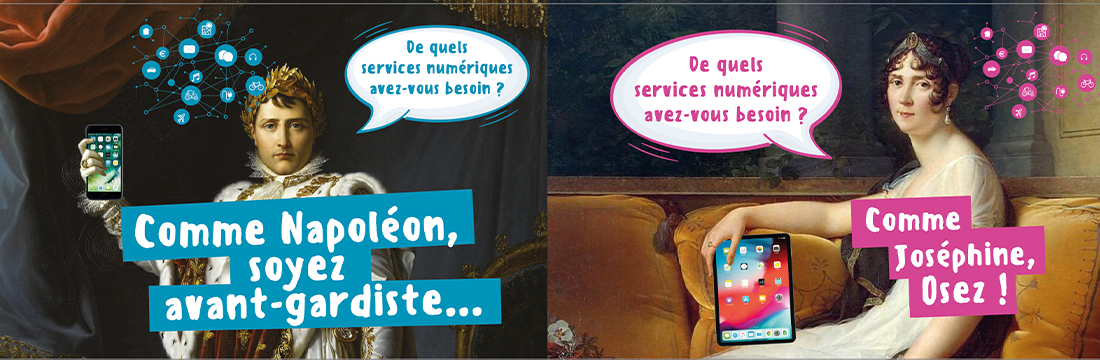 De quels
services numériques
avez-vous besoin ?
Comme Napoléon,
soyez
avant-gardiste...
De quels
services numériques
avez-vous besoin ?
Comme
Joséphine,
Osez !